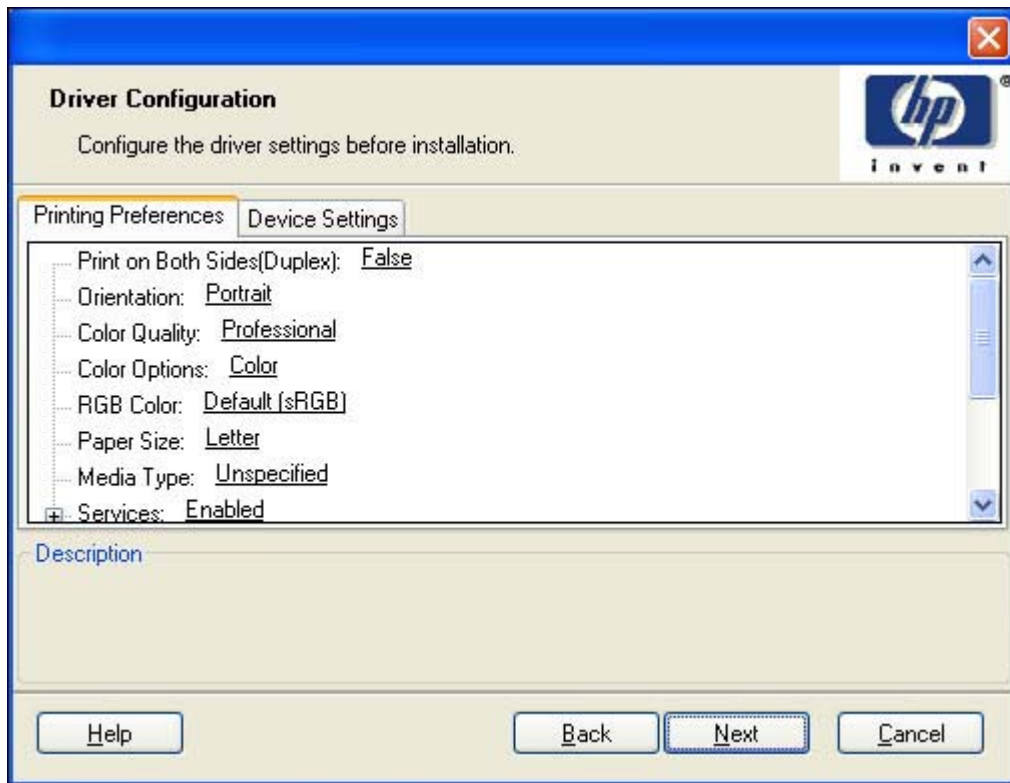 Driver Configuration
Configure the driver settings before installation.
hp
®
invent
Printing Preferences
Device Settings
Print on Both Sides(Duplex): False
Orientation: Portrait
Color Quality: Professional
Color Options: Color
RGB Color: Default (sRGB)
Paper Size: Letter
Media Type: Unspecified
Services: Enabled
Description
Help
Back
Next
Cancel